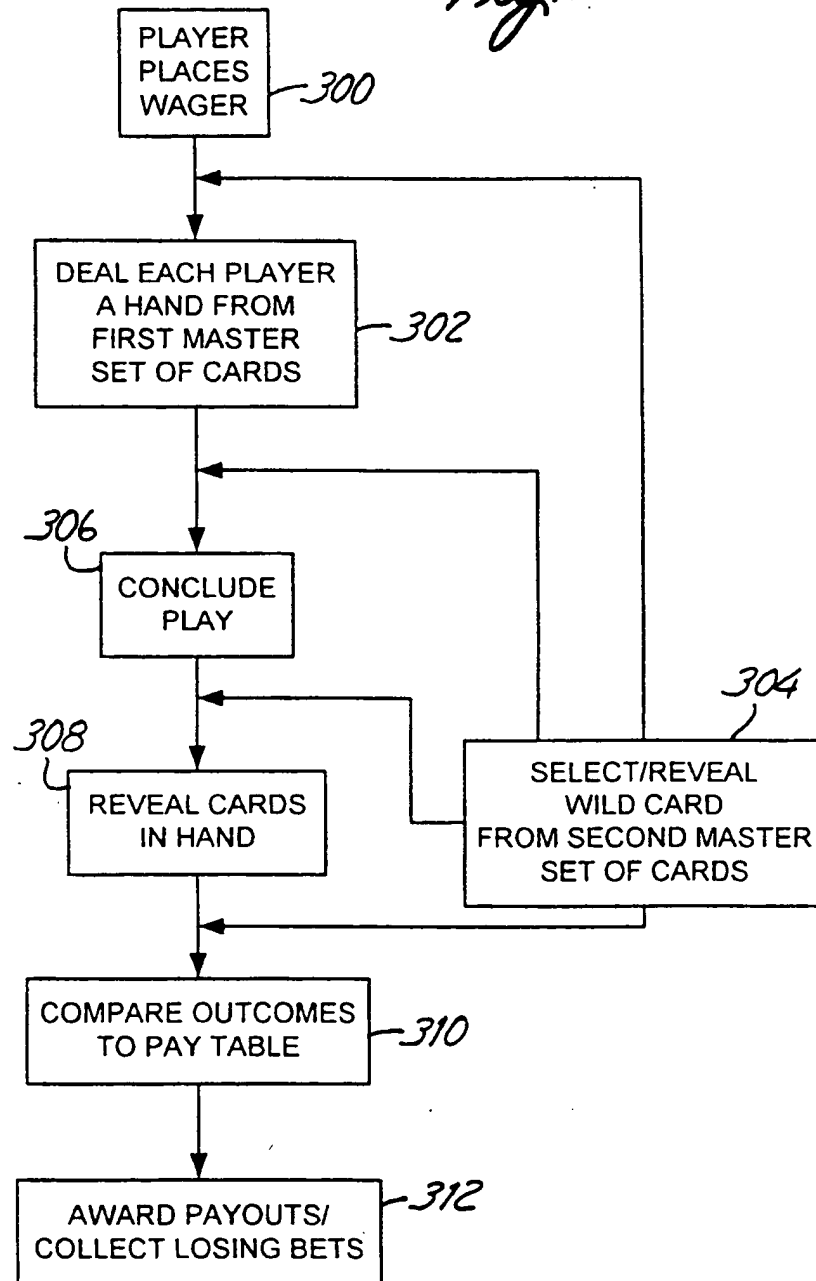 PLAYER
PLACES
WAGER
300
DEAL EACH PLAYER
A HAND FROM
FIRST MASTER
SET OF CARDS
302
306
CONCLUDE
PLAY
304
SELECT/REVEAL
WILD CARD
FROM SECOND MASTER
SET OF CARDS
308
REVEAL CARDS
IN HAND
COMPARE OUTCOMES
TO PAY TABLE
310
AWARD PAYOUTS/
COLLECT LOSING BETS
312